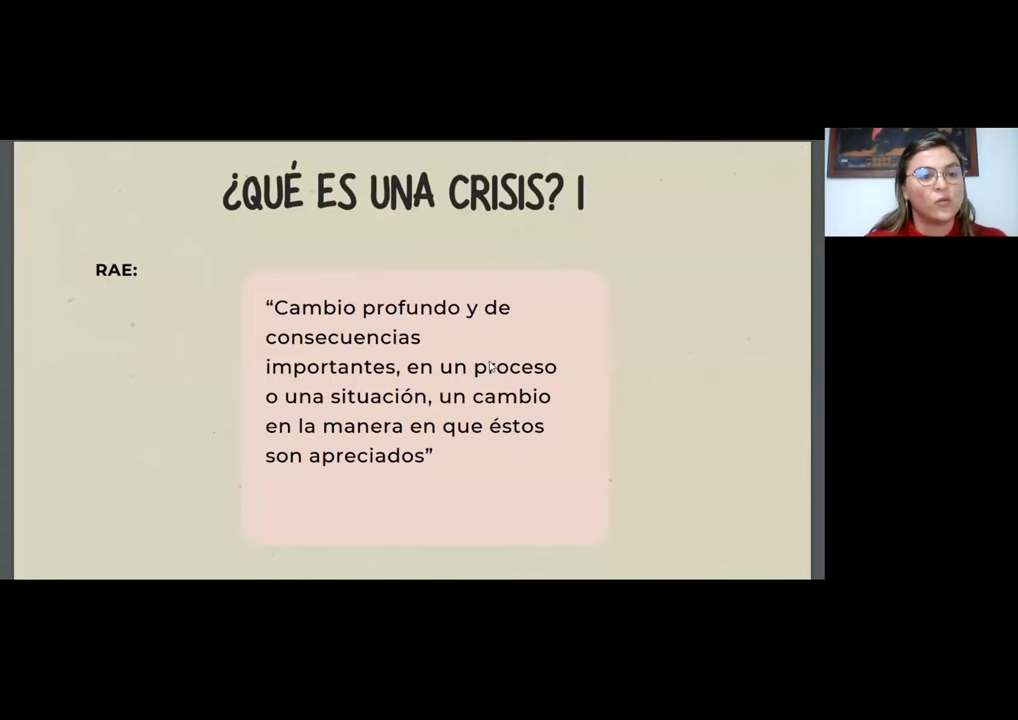 ¿QUÉ ES UNA CRISIS? I
RAE:
“Cambio profundo y de
consecuencias
importantes, en un proceso
o una situación, un cambio
en la manera en que éstos
son apreciados”